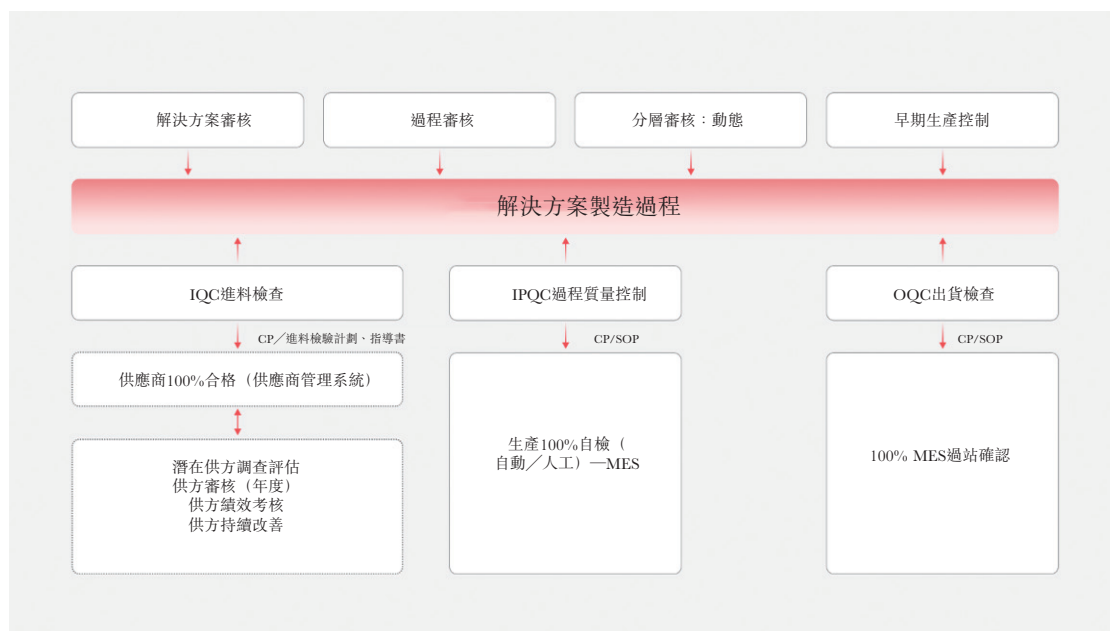 解決方案審核
過程審核
分層審核：動態
早期生產控制
解決方案製造過程
IQC進料檢查
IPQC過程質量控制
OQC出貨檢查
CP／進料檢驗計劃、指導書
CP/SOP
CP/SOP
供應商100%合格（供應商管理系統）
生產100%自檢（
自動／人工）—MES
100% MES過站確認
潛在供方調查評估
供方審核（年度）
供方績效考核
供方持續改善